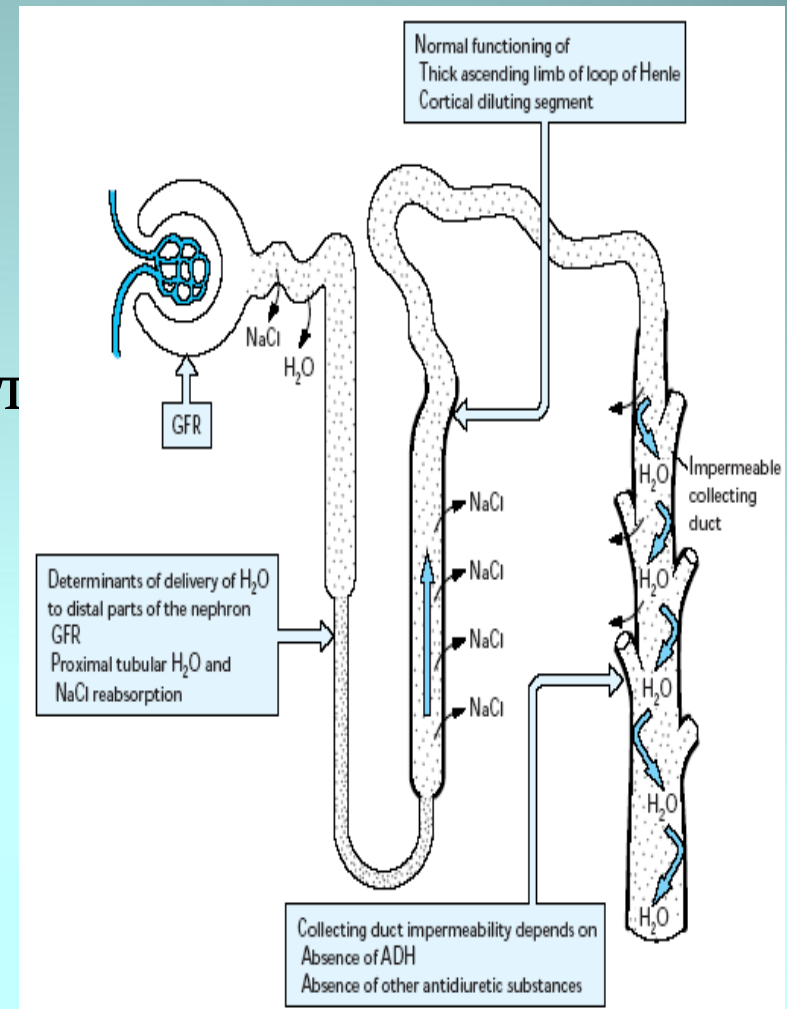 Normal functioning of
Thick ascending limb of loop of Henle
Cortical diluting segment
NaCl
H₂O
GFR
Determinants of delivery of H₂O
to distal parts of the nephron
GFR
Proximal tubular H₂O and
NaCl reabsorption
NaCl
NaCl
NaCl
NaCl
H₂O
Impermeable
collecting
duct
H₂O
H₂O
H₂O
H₂O
Collecting duct impermeability depends on
Absence of ADH
Absence of other antidiuretic substances